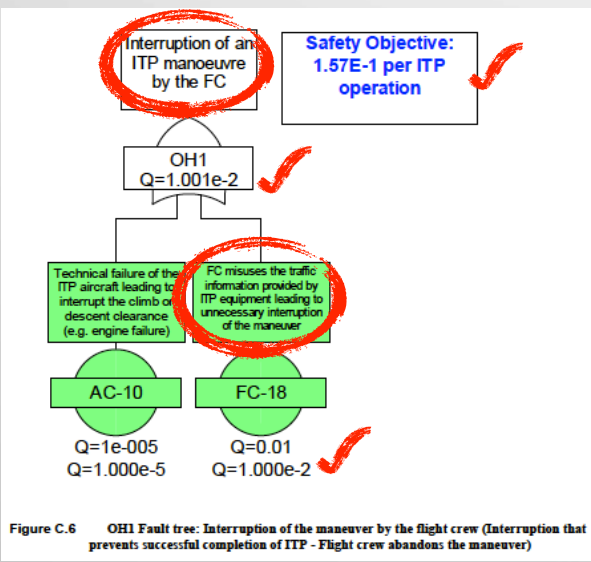 Interruption of an
ITP manoeuvre
by the FC
Safety Objective:
1.57E-1 per ITP
operation
OH1
Q=1.001e-2
Technical failure of the
ITP aircraft leading to
interrupt the climb or
descent clearance
(e.g. engine failure)
FC misuses the traffic
information provided by
ITP equipment leading to
unnecessary interruption
of the maneuver
AC-10
FC-18
Q=1e-005
Q=1.000e-5
Q=0.01
Q=1.000e-2
Figure C.6 OH1 Fault tree: Interruption of the maneuver by the flight crew (Interruption that
prevents successful completion of ITP - Flight crew abandons the maneuver)